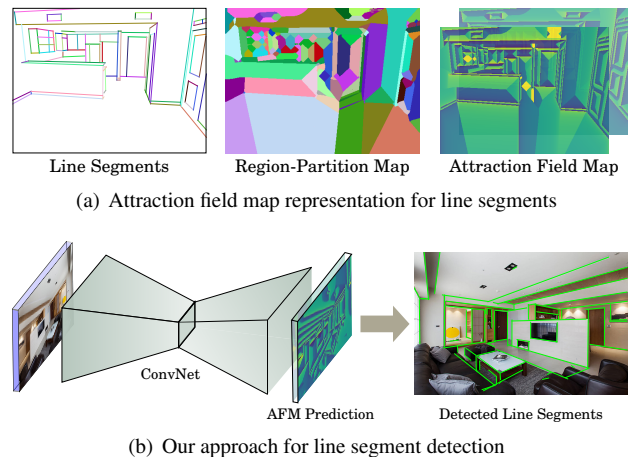 Line Segments
Region-Partition Map
Attraction Field Map
(a) Attraction field map representation for line segments
ConvNet
AFM Prediction
Detected Line Segments
(b) Our approach for line segment detection